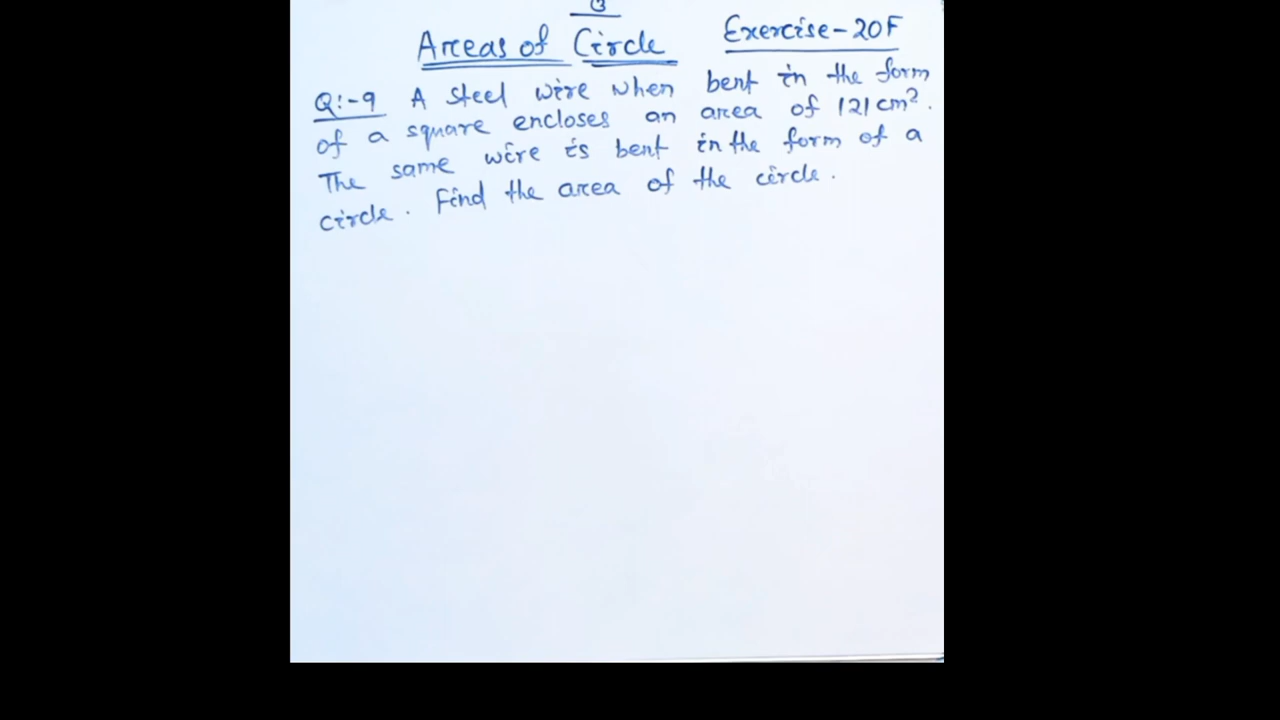 3
Areas of Circle Exercise-20F
Q:-9 A steel wire when bent in the form
of a square encloses an area of 121 cm².
The same wire is bent in the form of a
circle. Find the area of the circle.